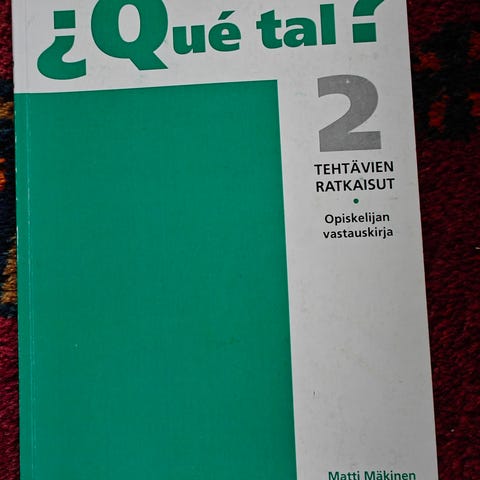 ¿Qué tal?
2
TEHTÄVIEN
RATKAISUT
•
Opiskelijan
vastauskirja
Matti Mäkinen